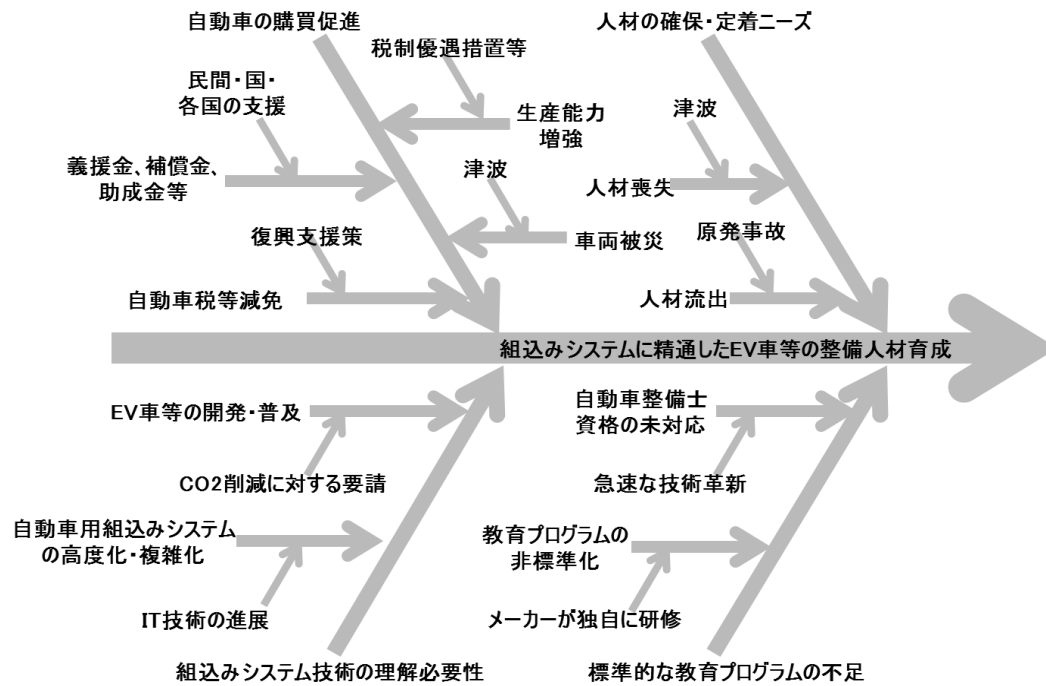 自動車の購買促進
人材の確保・定着ニーズ
税制優遇措置等
民間・国・
各国の支援
生産能力
増強
津波
義援金、補償金、
助成金等
津波
人材喪失
復興支援策
車両被災
原発事故
自動車税等減免
人材流出
組込みシステムに精通したEV車等の整備人材育成
EV車等の開発・普及
自動車整備士
資格の未対応
CO2削減に対する要請
急速な技術革新
自動車用組込みシステム
の高度化・複雑化
教育プログラムの
非標準化
IT技術の進展
メーカーが独自に研修
組込みシステム技術の理解必要性
標準的な教育プログラムの不足